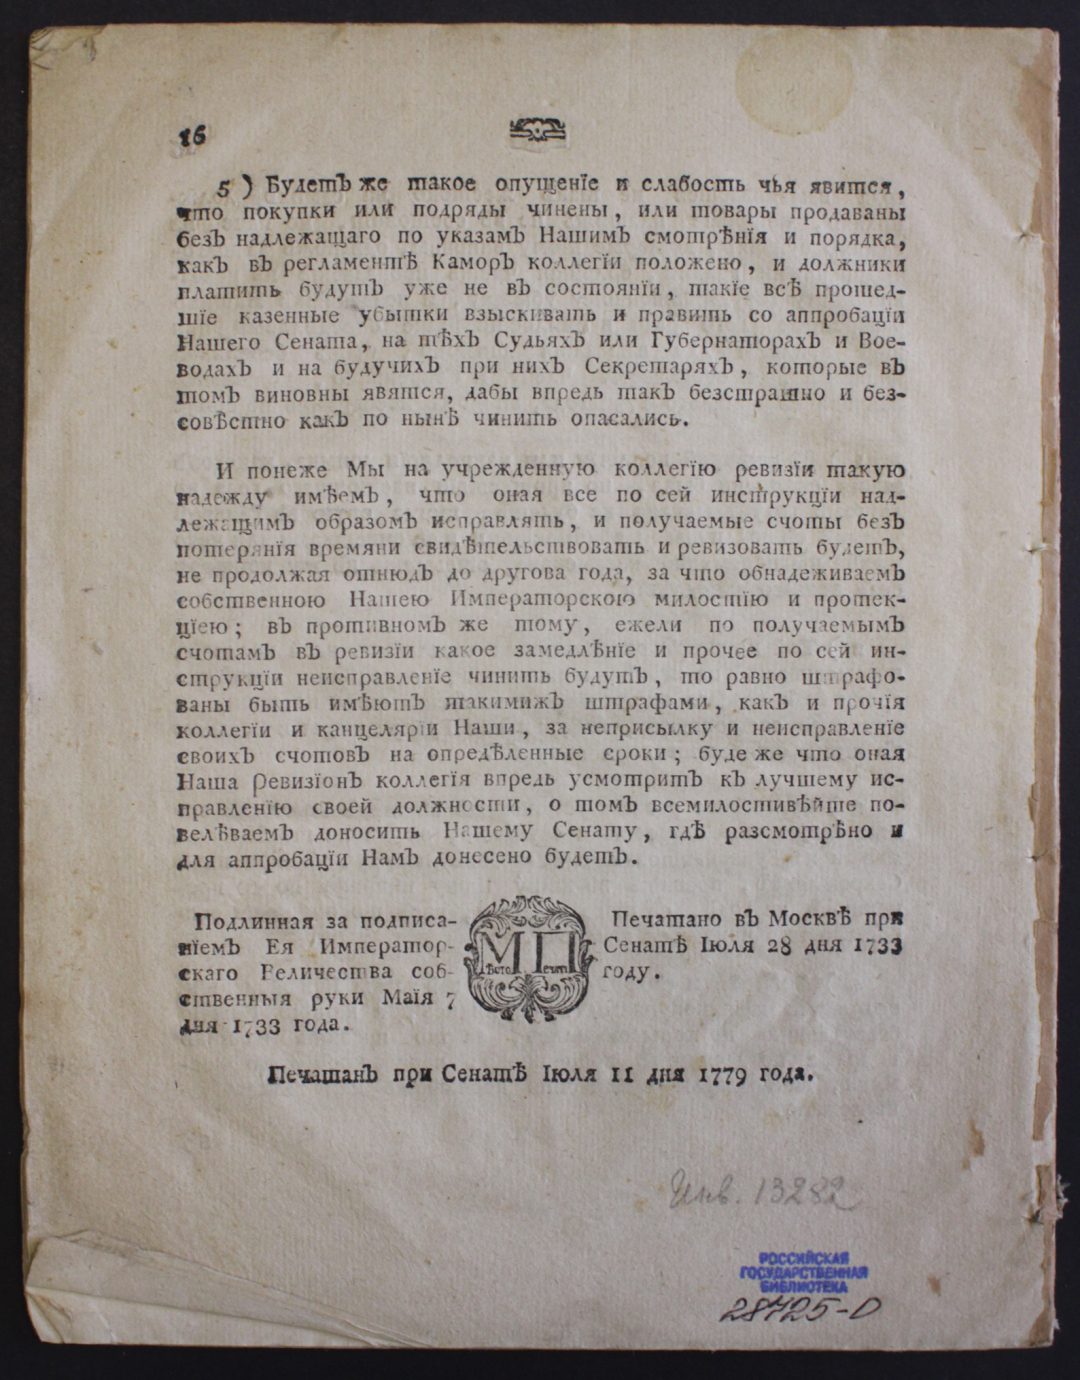 16
5 ) БудетЪ же такое опущенїе и слабость чья явится,
что покупки или подряды чинены, или товары продаваны
безЪ надлежащаго по указамЪ НашимЪ смотрѣнїя и порядка,
какЪ вЪ регламентѣ КаморЪ коллегїи положено, и должники
платить будутЪ уже не вЪ состоянїи, такїе всѣ прошед-
шїе казенные убытки взыскивать и править со аппробацїи
Нашего Сената, на тѣхЪ СудьяхЪ или ГубернаторахЪ и Вое-
водахЪ и на будучихЪ при нихЪ СекретаряхЪ, которые вЪ
томЪ виновны явятся, дабы впредь такЪ безстрашно и без-
совѣстно какЪ по нынѣ чинить опасались.
И понеже Мы на учрежденную коллегїю ревизїи такую
надежду имѣемЪ, что оная все по сей инструкцїи над-
лежащимЪ образомЪ исправлять, и получаемые счоты безЪ
потерянїя времяни свидѣтельствовать и ревизовать будетЪ,
не продолжая отнюдЪ до другова года, за что обнадеживаемЪ
собственною Нашею Императорскою милостїю и протек-
цїею; вЪ противномЪ же тому, ежели по получаемымЪ
счотамЪ вЪ ревизїи какое замедлѣнїе и прочее по сей ин-
струкцїи неисправленїе чинить будутЪ, то равно штрафо-
ваны быть имѣютЪ такимижЪ штрафами, какЪ и прочїя
коллегїи и канцелярїи Наши, за неприсылку и неисправленїе
своихЪ счотовЪ на опредѣленные сроки; буде же что оная
Наша РевизїонЪ коллегїя впредь усмотритЪ кЪ лучшему ис-
правленїю своей должности, о томЪ всемилостивѣйше по-
велѣваемЪ доносить Нашему Сенату, гдѣ разсмотрѣно и
для аппробацїи НамЪ донесено будетЪ.
Подлинная за подписа-
нїемЪ Ея Император-
скаго Величества соб-
ственныя руки Маїя 7
дня 1733 года.
МП
ѣсто ечати
Печатано вЪ Москвѣ при
Сенатѣ Іюля 28 дня 1733
году.
ПечатанЪ при Сенатѣ Іюля 11 дня 1779 года.
Инв. 13282
РОССИЙСКАЯ
ГОСУДАРСТВЕННАЯ
БИБЛИОТЕКА
28725-0